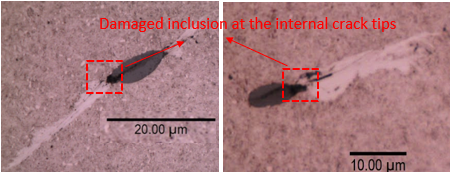 Damaged inclusion at the internal crack tips
20.00 µm
10.00 µm